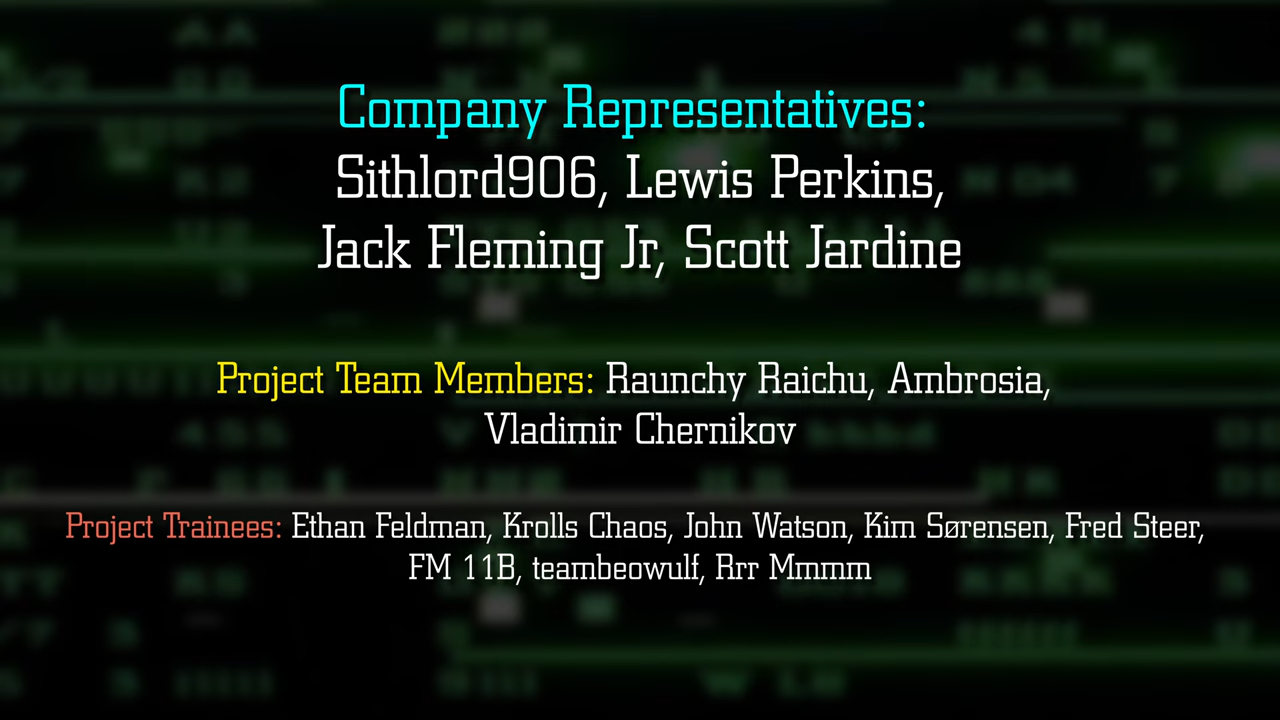 Company Representatives:
Sithlord906, Lewis Perkins,
Jack Fleming Jr, Scott Jardine
Project Team Members: Raunchy Raichu, Ambrosia,
Vladimir Chernikov
Project Trainees: Ethan Feldman, Krolls Chaos, John Watson, Kim Sørensen, Fred Steer,
FM 11B, teambeowulf, Rrr Mmmm